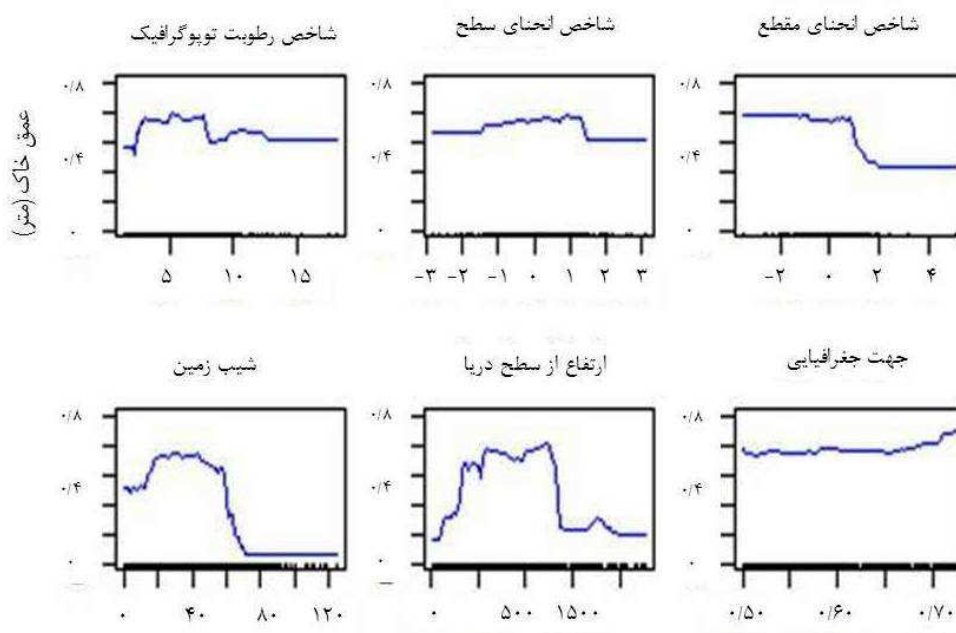 شاخص رطوبت توپوگرافیک
شاخص انحنای سطح
شاخص انحنای مقطع
عمق خاک (متر)
۰/۸
۰/۴
۰
۵ ۱۰ ۱۵
۰/۸
۰/۴
۰
-۳ -۲ -۱ ۰ ۱ ۲ ۳
۰/۸
۰/۴
۰
-۲ ۰ ۲ ۴
شیب زمین
ارتفاع از سطح دریا
جهت جغرافیایی
۰/۸
۰/۴
۰
۰ ۴۰ ۸۰ ۱۲۰
۰/۸
۰/۴
۰
۰ ۵۰۰ ۱۵۰۰
۰/۸
۰/۴
۰
۰/۵۰ ۰/۶۰ ۰/۷۰